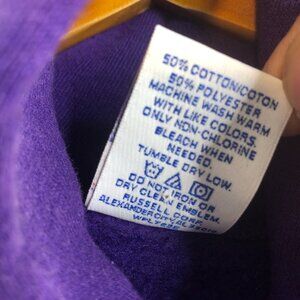 50% COTTON/COTON
50% POLYESTER
MACHINE WASH WARM
WITH LIKE COLORS.
ONLY NON-CHLORINE
BLEACH WHEN
NEEDED.
TUMBLE DRY LOW.
DO NOT IRON OR
DRY CLEAN EMBLEM.
RUSSELL CORP.
ALEXANDER CITY, AL 35010